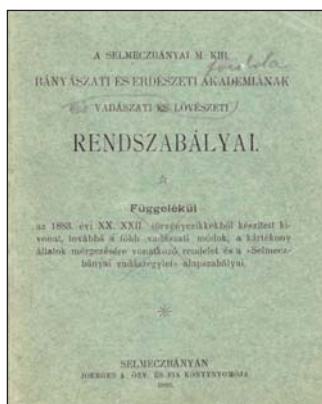 A SELMECZBÁNYAI M. KIR.
BÁNYÁSZATI ÉS ERDÉSZETI AKADÉMIÁNAK
VADÁSZATI ÉS LÖVÉSZETI
RENDSZABÁLYAI.
Függelékül
az 1883. évi XX. XXII. törvényczikkekből készített ki-
vonat, továbbá a főbb vadászati módok, a kártékony
állatok mérgezésére vonatkozó rendelet és a «Selmecz-
bányai vadászegylet» alapszabályai.
SELMECZBÁNYÁN
JOERGES Á. ÖZV. ÉS FIA KÖNYVNYOMÓJA